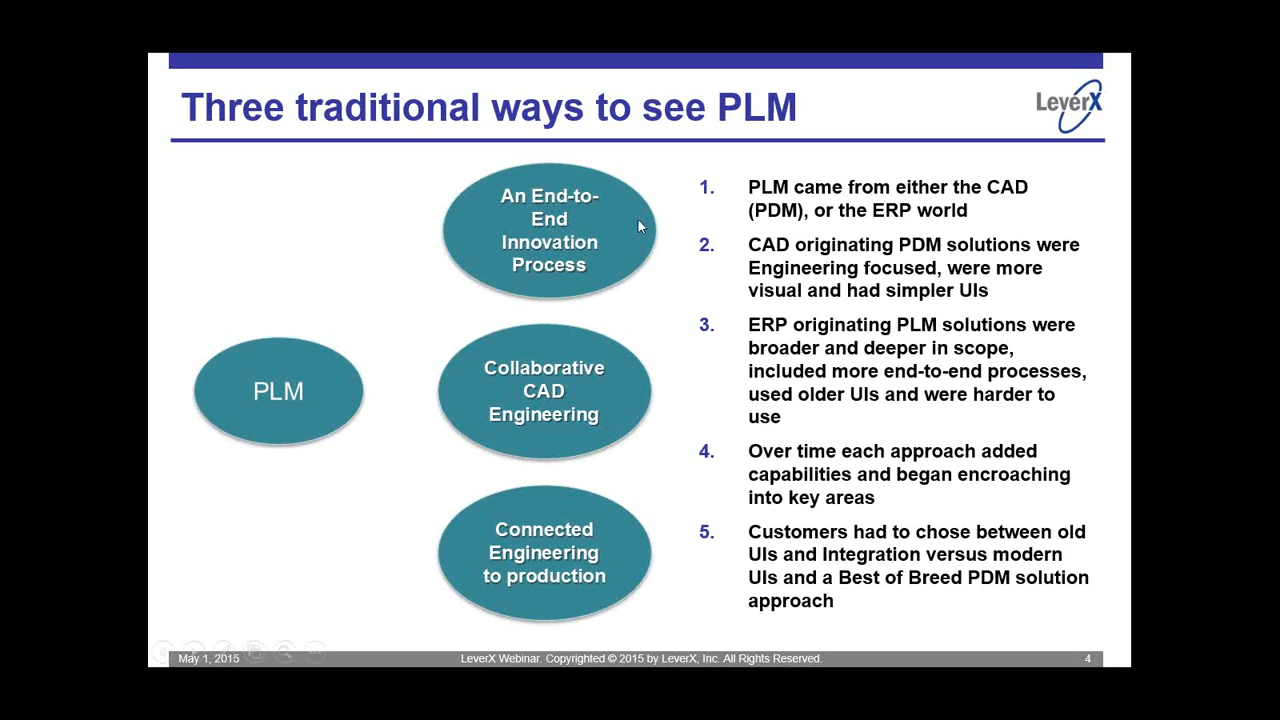 Three traditional ways to see PLM
LeverX
An End-to-
End
Innovation
Process
PLM
Collaborative
CAD
Engineering
Connected
Engineering
to production
1. PLM came from either the CAD
(PDM), or the ERP world
2. CAD originating PDM solutions were
Engineering focused, were more
visual and had simpler UIs
3. ERP originating PLM solutions were
broader and deeper in scope,
included more end-to-end processes,
used older UIs and were harder to
use
4. Over time each approach added
capabilities and began encroaching
into key areas
5. Customers had to chose between old
UIs and Integration versus modern
UIs and a Best of Breed PDM solution
approach
May 1, 2015
LeverX Webinar. Copyrighted © 2015 by LeverX, Inc. All Rights Reserved.
4